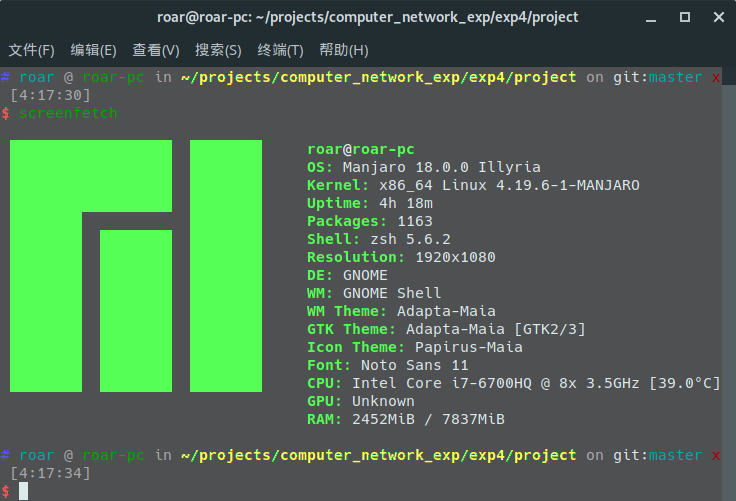 roar@roar-pc: ~/projects/computer_network_exp/exp4/project
文件(F) 编辑(E) 查看(V) 搜索(S) 终端(T) 帮助(H)
# roar @ roar-pc in ~/projects/computer_network_exp/exp4/project on git:master x
[4:17:30]
$ screenfetch
roar@roar-pc
OS: Manjaro 18.0.0 Illyria
Kernel: x86_64 Linux 4.19.6-1-MANJARO
Uptime: 4h 18m
Packages: 1163
Shell: zsh 5.6.2
Resolution: 1920x1080
DE: GNOME
WM: GNOME Shell
WM Theme: Adapta-Maia
GTK Theme: Adapta-Maia [GTK2/3]
Icon Theme: Papirus-Maia
Font: Noto Sans 11
CPU: Intel Core i7-6700HQ @ 8x 3.5GHz [39.0°C]
GPU: Unknown
RAM: 2452MiB / 7837MiB
# roar @ roar-pc in ~/projects/computer_network_exp/exp4/project on git:master x
[4:17:34]
$